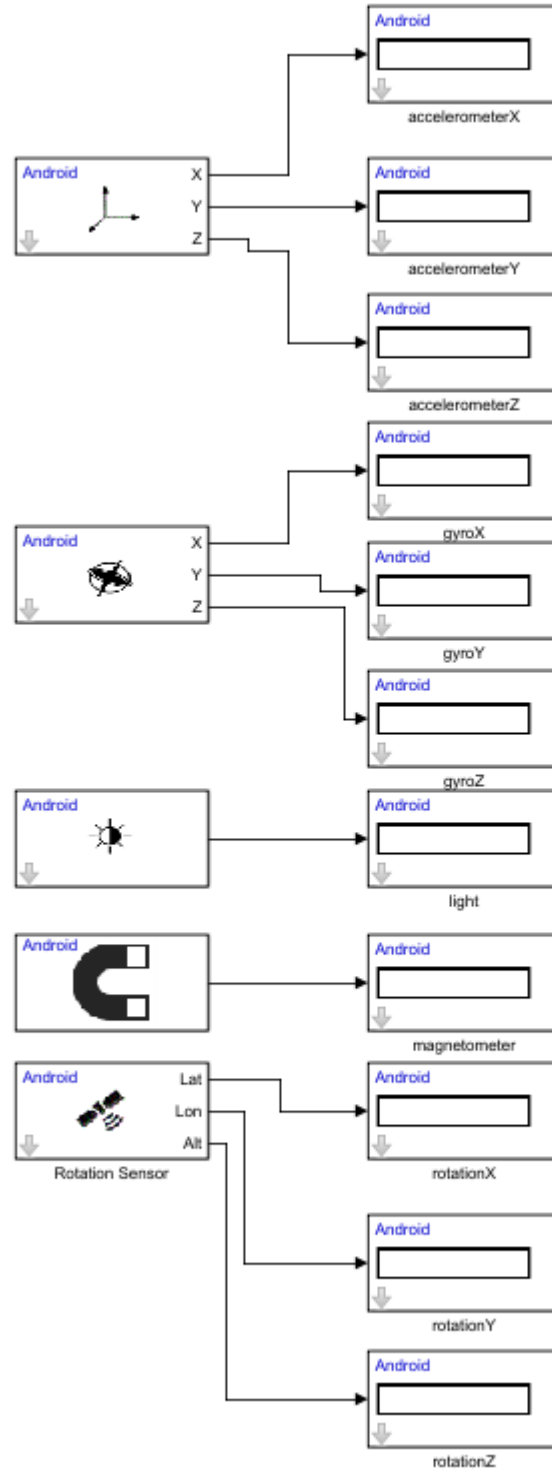 Android
accelerometerX
Android
X
Y
Z
Android
accelerometerY
Android
accelerometerZ
Android
gyroX
Android
X
Y
Z
Android
gyroY
Android
gyroZ
Android
Android
light
Android
Android
magnetometer
Android
Lat
Lon
Alt
Rotation Sensor
Android
rotationX
Android
rotationY
Android
rotationZ